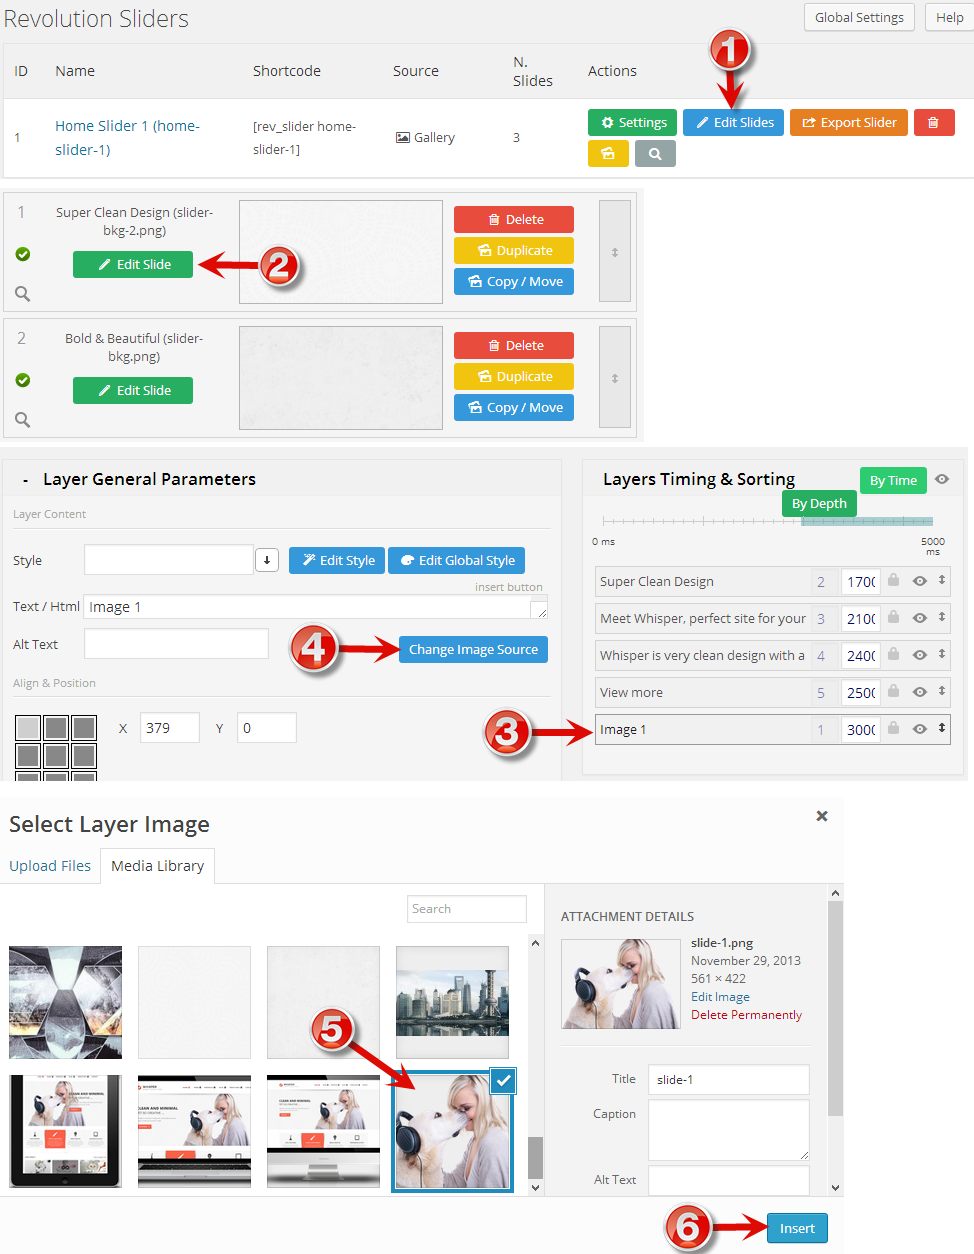 Revolution Sliders
Global Settings
Help
1
ID
Name
Shortcode
Source
N. Slides
Actions
1
Home Slider 1 (home-
slider-1)
[rev_slider home-
slider-1]
Gallery
3
Settings
Edit Slides
Export Slider
1
Super Clean Design (slider-
bkg-2.png)
Edit Slide
2
Delete
Duplicate
Copy / Move
2
Bold & Beautiful (slider-
bkg.png)
Edit Slide
Delete
Duplicate
Copy / Move
- Layer General Parameters
Layer Content
Style
Edit Style
Edit Global Style
insert button
Text / Html
Image 1
Alt Text
4
Change Image Source
Align & Position
X
379
Y
0
Layers Timing & Sorting
By Time
By Depth
0 ms
5000
ms
Super Clean Design 2 1700
Meet Whisper, perfect site for your 3 2100
Whisper is very clean design with a 4 2400
View more 5 2500
3
Image 1 1 3000
Select Layer Image
Upload Files
Media Library
Search
5
ATTACHMENT DETAILS
slide-1.png
November 29, 2013
561 × 422
Edit Image
Delete Permanently
Title
slide-1
Caption
Alt Text
6
Insert